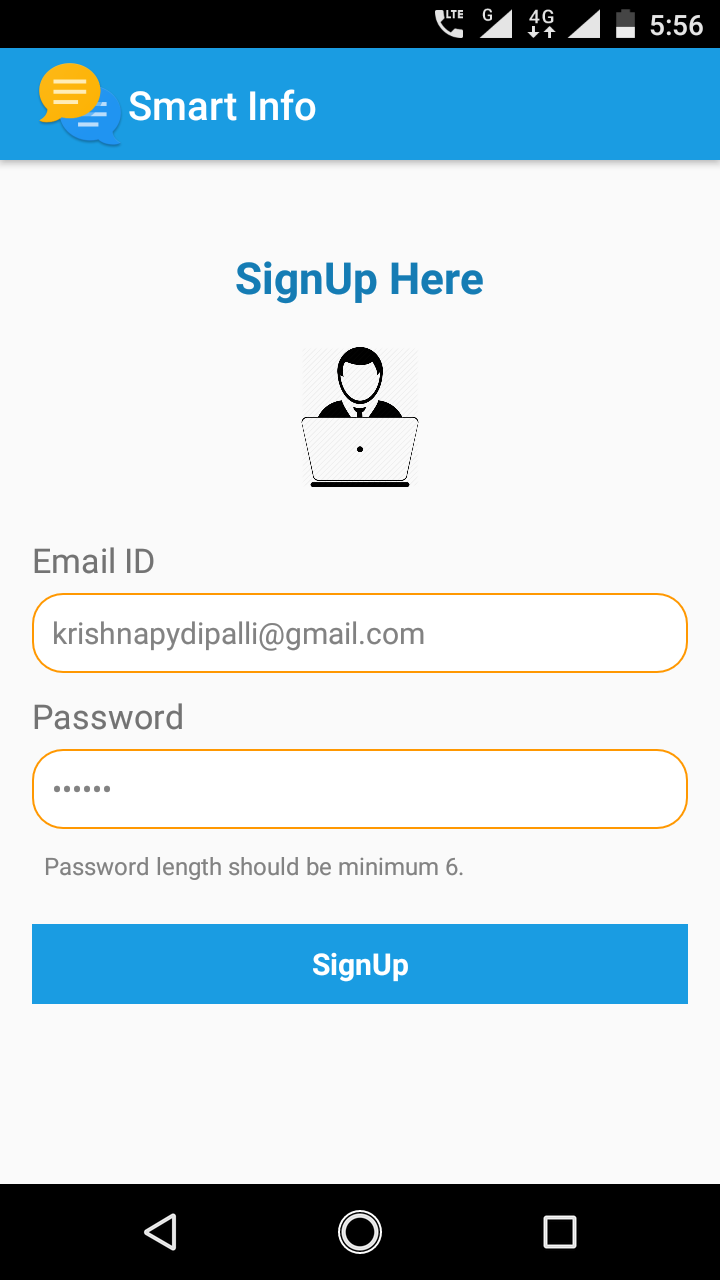 LTE G 4G 5:56
Smart Info
SignUp Here
Email ID
krishnapydipalli@gmail.com
Password
••••••
Password length should be minimum 6.
SignUp